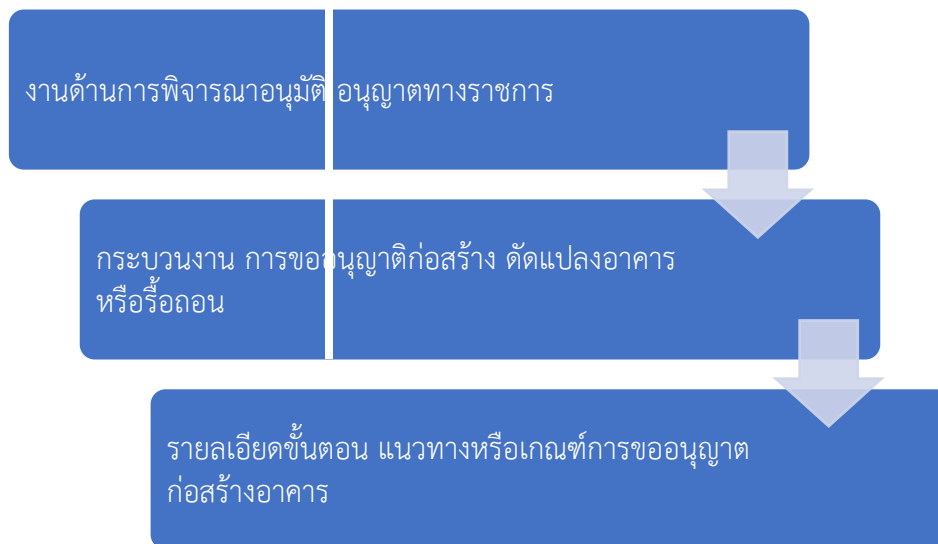 งานด้านการพิจารณาอนุมัติ อนุญาตทางราชการ
กระบวนงาน การขออนุญาติก่อสร้าง ดัดแปลงอาคาร
หรือรื้อถอน
รายลเอียดขั้นตอน แนวทางหรือเกณฑ์การขออนุญาต
ก่อสร้างอาคาร